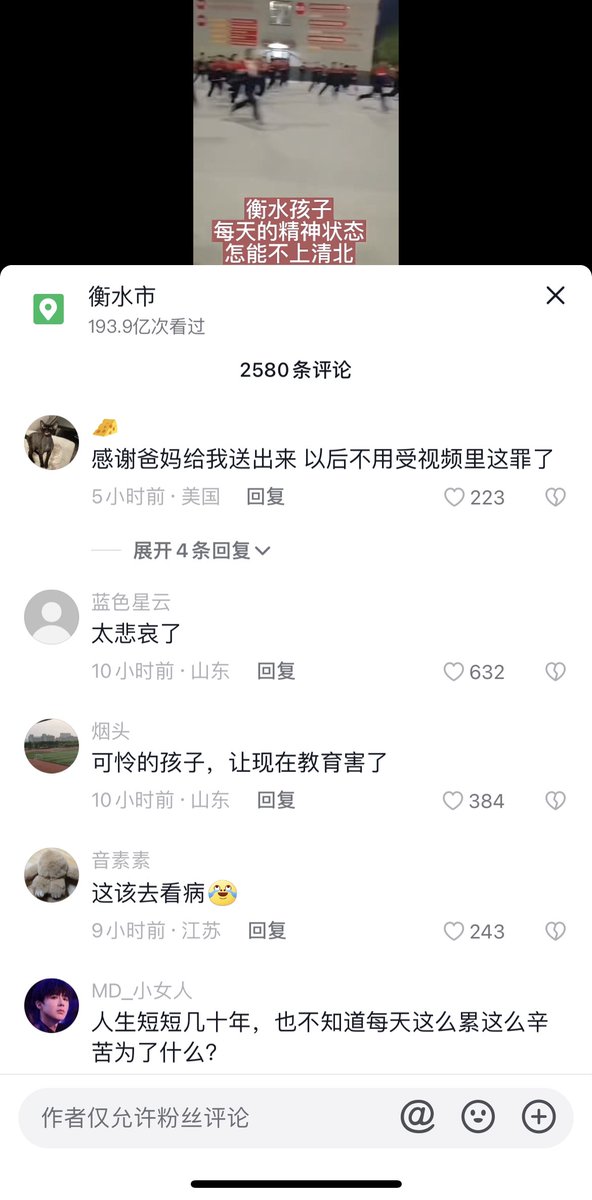 衡水孩子
每天的精神状态
怎能不上清北
衡水市
193.9亿次看过
2580条评论
感谢爸妈给我送出来 以后不用受视频里这罪了
5小时前 · 美国 回复 223
展开4条回复
蓝色星云
太悲哀了
10小时前 · 山东 回复 632
烟头
可怜的孩子，让现在教育害了
10小时前 · 山东 回复 384
音素素
这该去看病
9小时前 · 江苏 回复 243
MD_小女人
人生短短几十年，也不知道每天这么累这么辛
苦为了什么？
作者仅允许粉丝评论